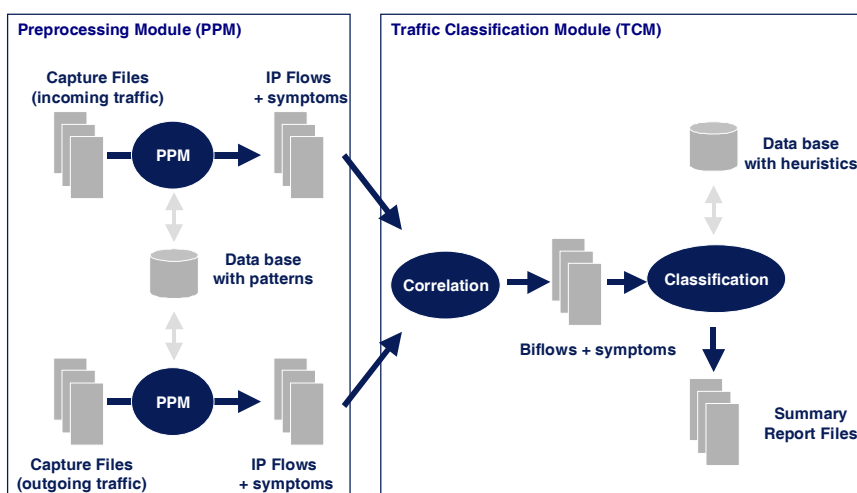 Preprocessing Module (PPM)
Capture Files
(incoming traffic)
IP Flows
+ symptoms
PPM
Data base
with patterns
PPM
Capture Files
(outgoing traffic)
IP Flows
+ symptoms
Traffic Classification Module (TCM)
Data base
with heuristics
Correlation
Classification
Biflows + symptoms
Summary
Report Files